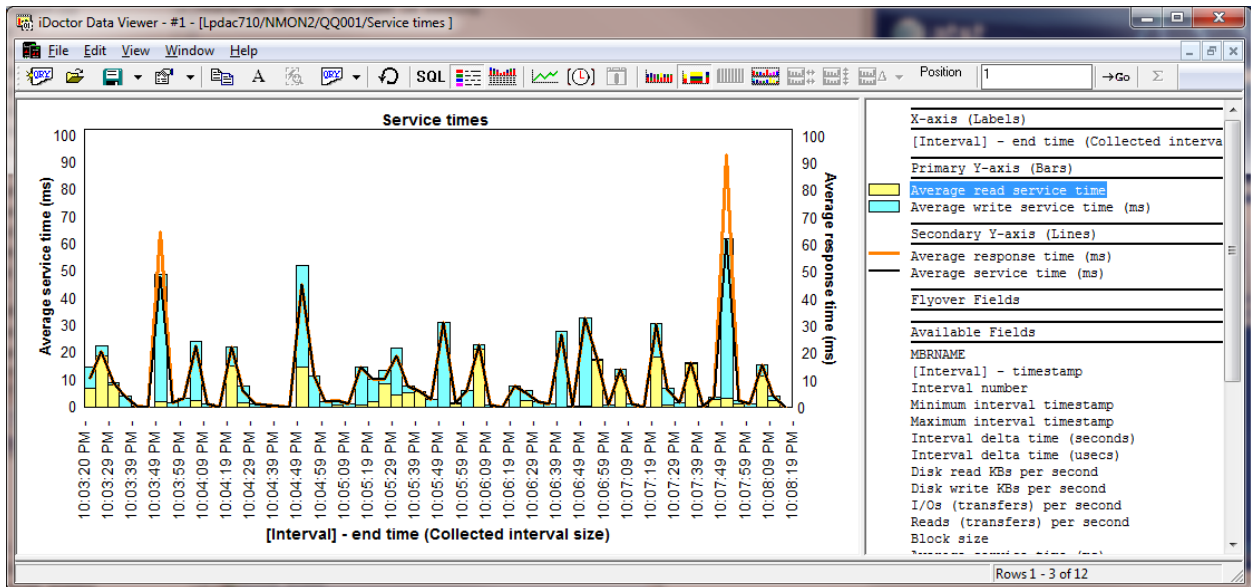 iDoctor Data Viewer - #1 - [Lpdac710/NMON2/QQ001/Service times ]
File Edit View Window Help
QRY A QRY SQL Position 1 →Go Σ
Service times
100
90
80
70
60
50
40
30
20
10
0
Average service time (ms)
100
90
80
70
60
50
40
30
20
10
0
Average response time (ms)
10:03:20 PM -
10:03:29 PM -
10:03:39 PM -
10:03:49 PM -
10:03:59 PM -
10:04:09 PM -
10:04:19 PM -
10:04:29 PM -
10:04:39 PM -
10:04:49 PM -
10:04:59 PM -
10:05:09 PM -
10:05:19 PM -
10:05:29 PM -
10:05:39 PM -
10:05:49 PM -
10:05:59 PM -
10:06:09 PM -
10:06:19 PM -
10:06:29 PM -
10:06:39 PM -
10:06:49 PM -
10:06:59 PM -
10:07:09 PM -
10:07:19 PM -
10:07:29 PM -
10:07:39 PM -
10:07:49 PM -
10:07:59 PM -
10:08:09 PM -
10:08:19 PM -
[Interval] - end time (Collected interval size)
X-axis (Labels)
[Interval] - end time (Collected interva
Primary Y-axis (Bars)
Average read service time
Average write service time (ms)
Secondary Y-axis (Lines)
Average response time (ms)
Average service time (ms)
Flyover Fields
Available Fields
MBRNAME
[Interval] - timestamp
Interval number
Minimum interval timestamp
Maximum interval timestamp
Interval delta time (seconds)
Interval delta time (usecs)
Disk read KBs per second
Disk write KBs per second
I/Os (transfers) per second
Reads (transfers) per second
Block size
Rows 1 - 3 of 12